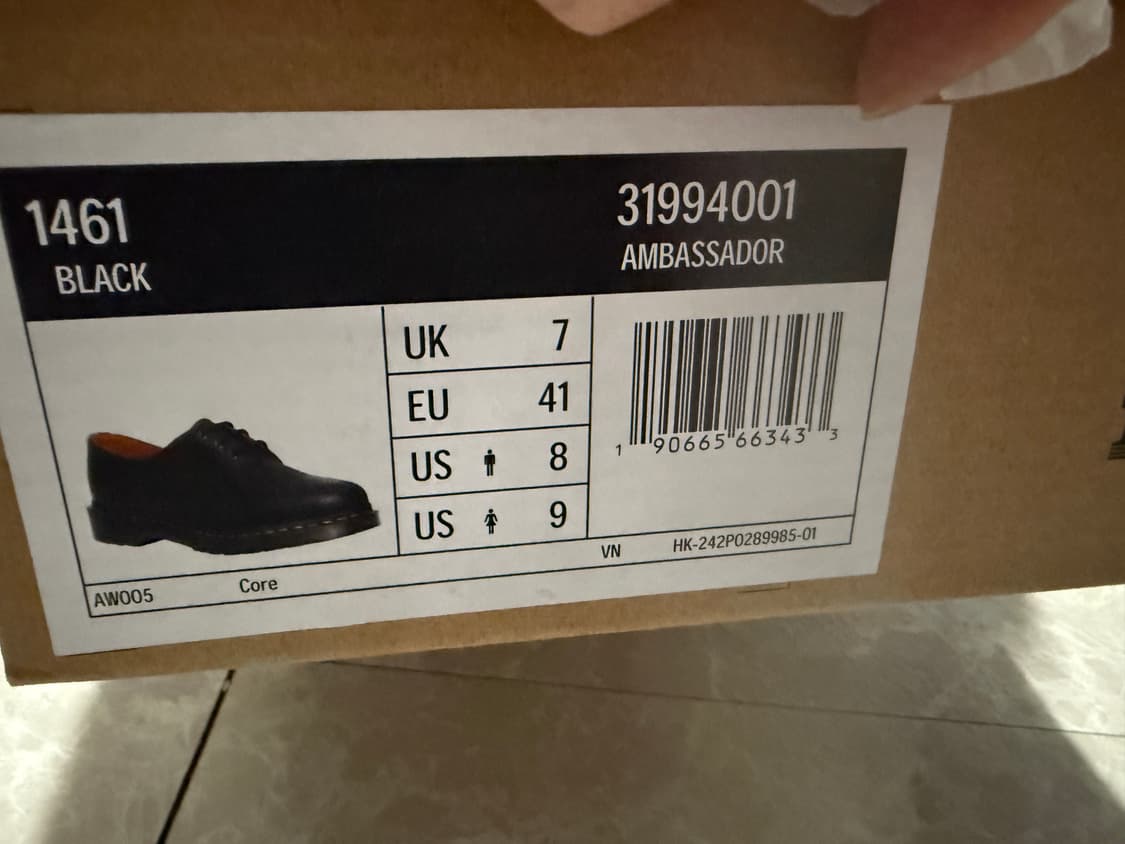 1461
BLACK
31994001
AMBASSADOR
UK 7
EU 41
US 8
US 9
1 90665 66343 3
AW005 Core
VN HK-242P0289985-01